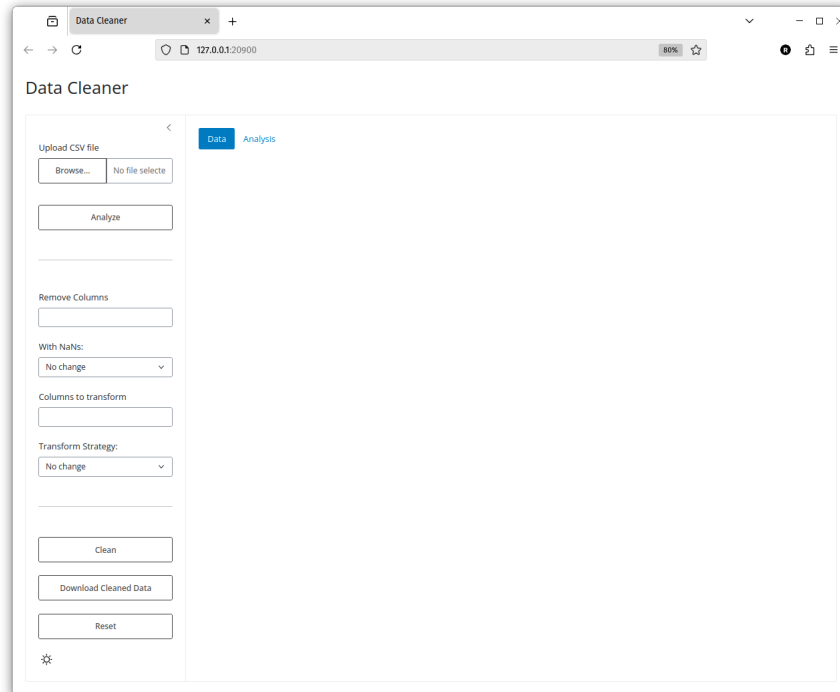 Data Cleaner
127.0.0.1:20900
80%
R
Data Cleaner
Upload CSV file
Browse...
No file selecte
Analyze
Remove Columns
With NaNs:
No change
Columns to transform
Transform Strategy:
No change
Clean
Download Cleaned Data
Reset
Data
Analysis